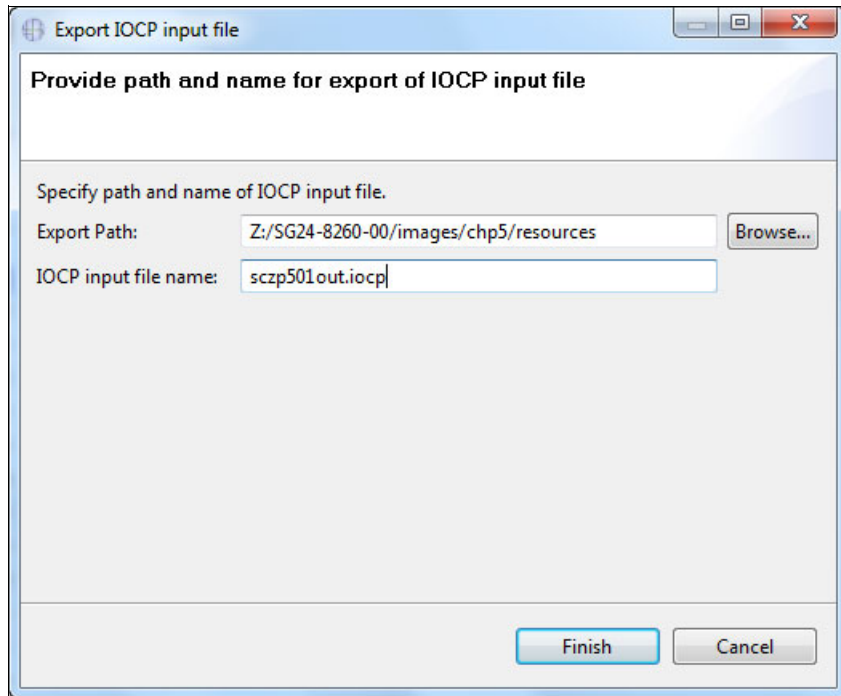 Export IOCP input file
Provide path and name for export of IOCP input file
Specify path and name of IOCP input file.
Export Path: Z:/SG24-8260-00/images/chp5/resources Browse...
IOCP input file name: sczp501out.iocp
Finish Cancel